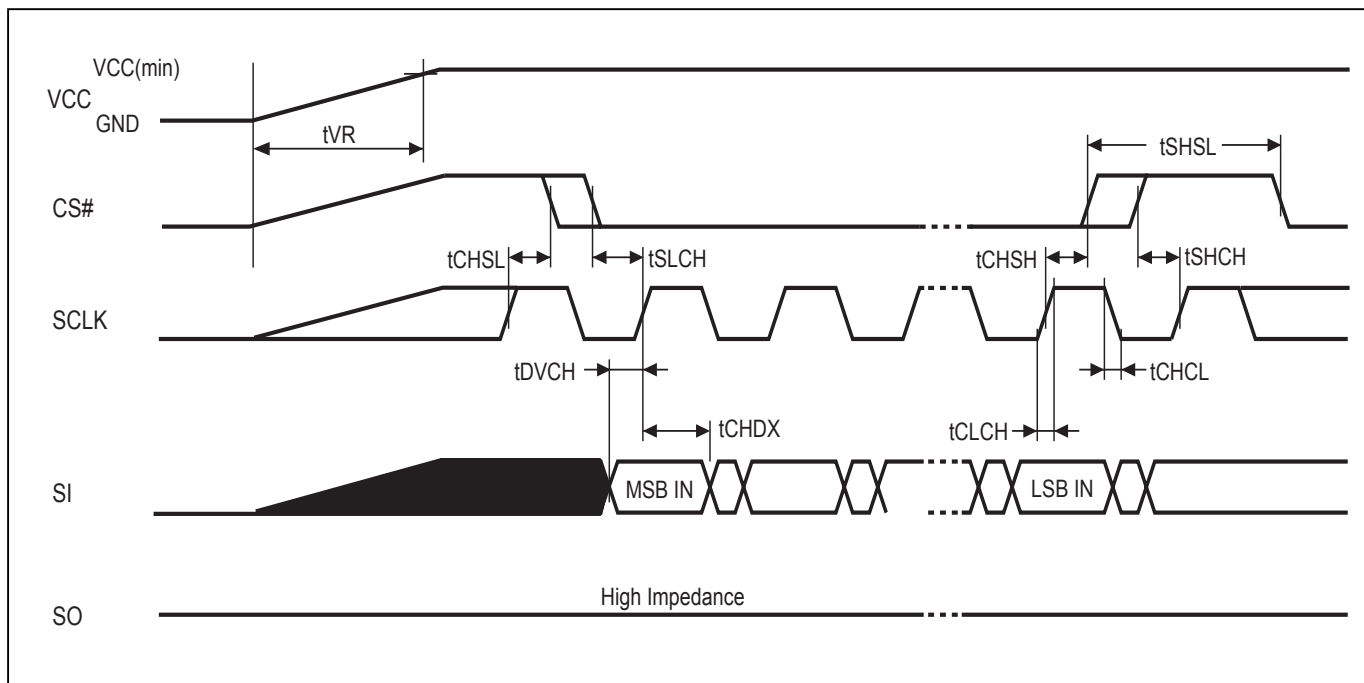 VCC(min)
VCC
GND
tVR
tSHSL
CS#
tCHSL
tSLCH
tCHSH
tSHCH
SCLK
tDVCH
tCHCL
tCHDX
tCLCH
SI
MSB IN
LSB IN
High Impedance
SO